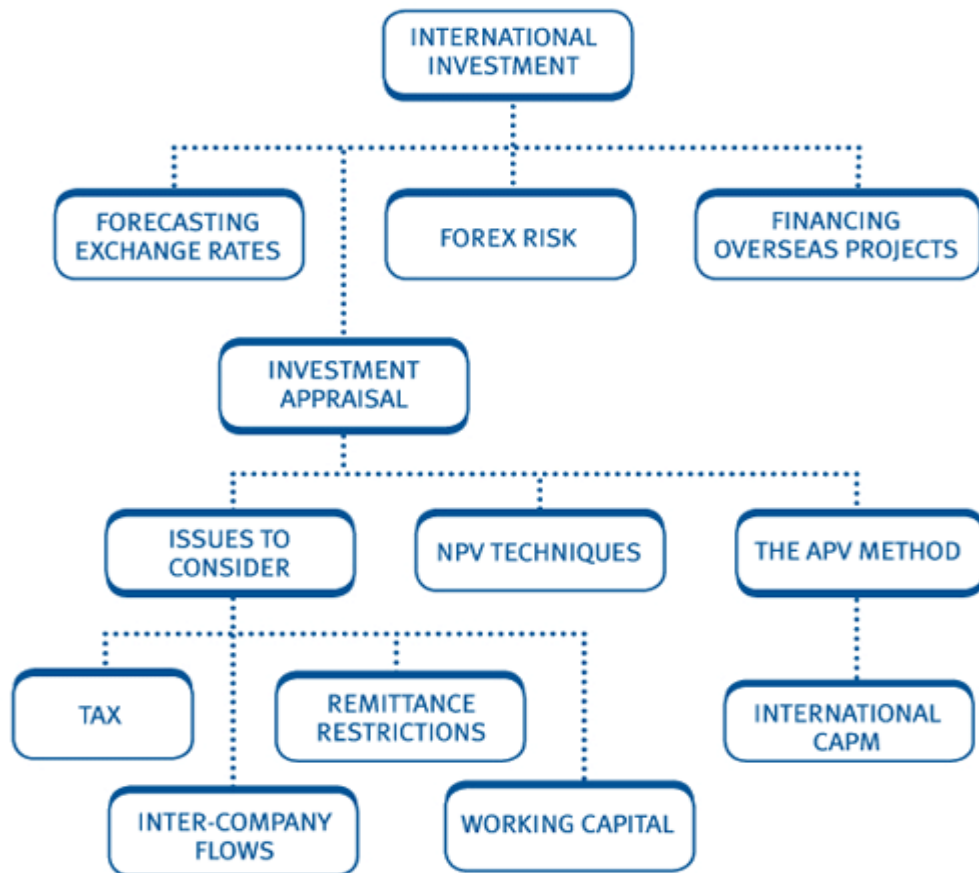 INTERNATIONAL
INVESTMENT
FORECASTING
EXCHANGE RATES
FOREX RISK
FINANCING
OVERSEAS PROJECTS
INVESTMENT
APPRAISAL
ISSUES TO
CONSIDER
NPV TECHNIQUES
THE APV METHOD
TAX
REMITTANCE
RESTRICTIONS
INTERNATIONAL
CAPM
INTER-COMPANY
FLOWS
WORKING CAPITAL